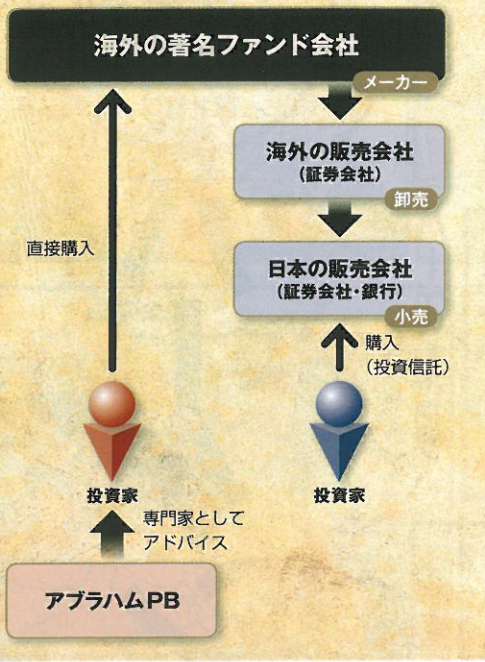 海外の著名ファンド会社
メーカー
海外の販売会社
(証券会社)
卸売
日本の販売会社
(証券会社・銀行)
小売
直接購入
購入
(投資信託)
投資家
投資家
専門家として
アドバイス
アブラハムPB